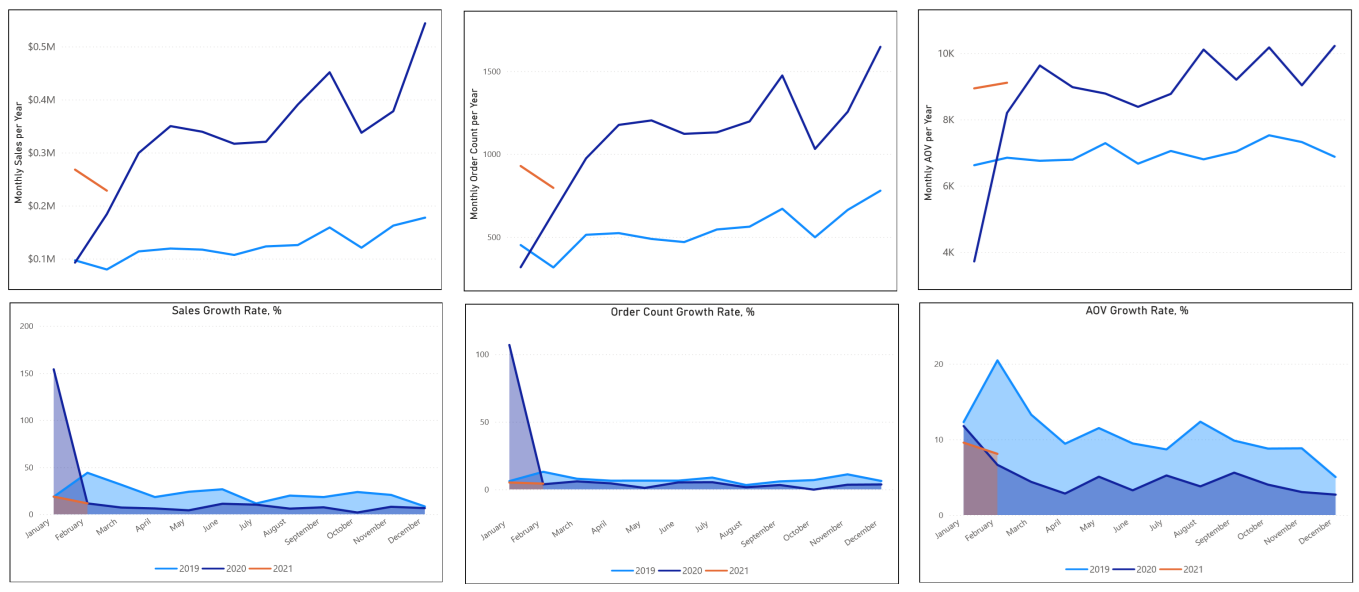 Monthly Sales per Year
$0.5M
$0.4M
$0.3M
$0.2M
$0.1M
Monthly Order Count per Year
1500
1000
500
Monthly AOV per Year
10K
8K
6K
4K
Sales Growth Rate, %
200
150
100
50
0
January
February
March
April
May
June
July
August
September
October
November
December
2019
2020
2021
Order Count Growth Rate, %
100
50
0
January
February
March
April
May
June
July
August
September
October
November
December
2019
2020
2021
AOV Growth Rate, %
20
10
0
January
February
March
April
May
June
July
August
September
October
November
December
2019
2020
2021